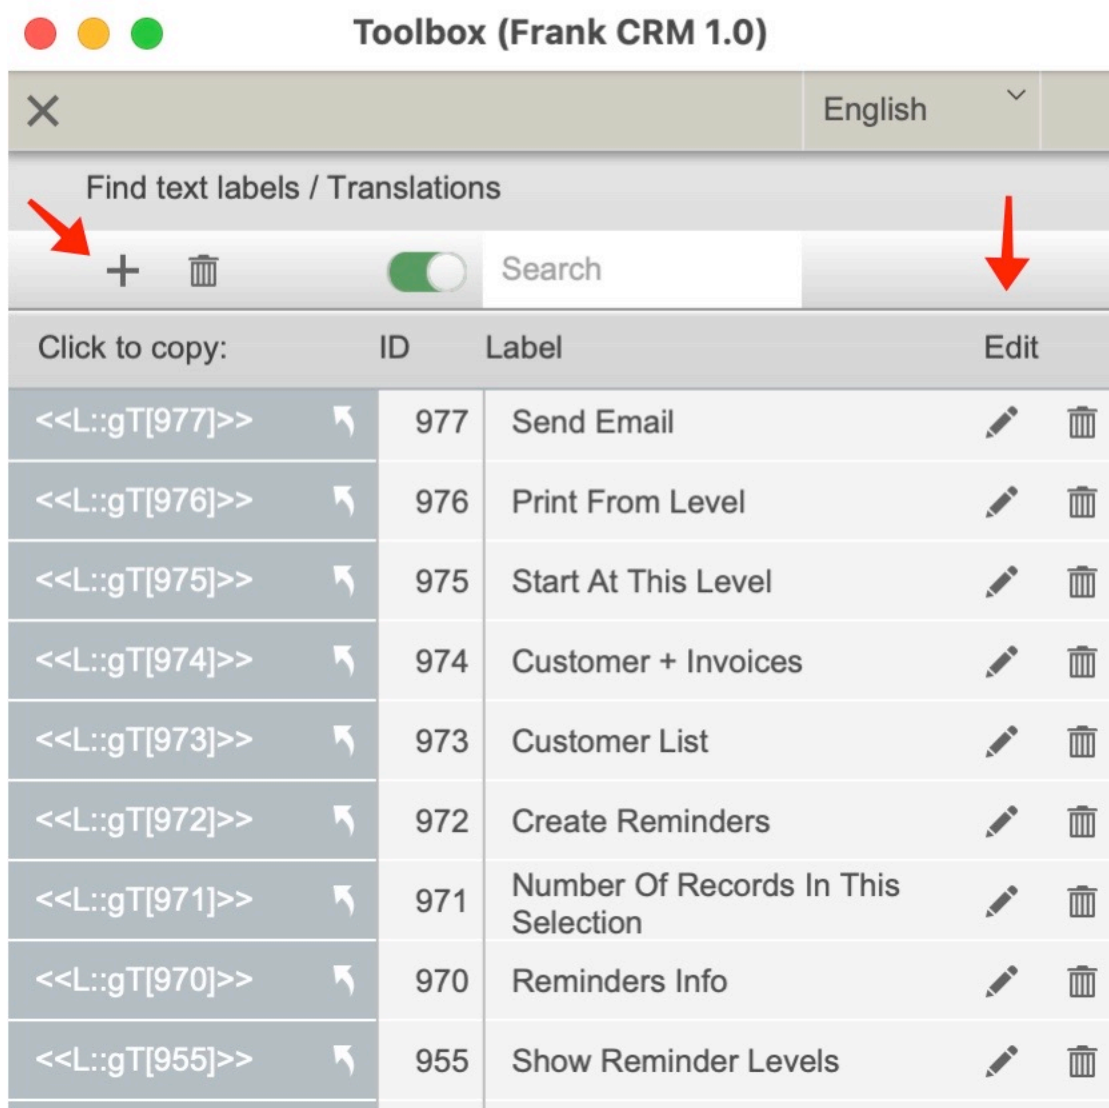 Toolbox (Frank CRM 1.0)
English
Find text labels / Translations
Search
Click to copy: ID Label Edit
<<L::gT[977]>> 977 Send Email
<<L::gT[976]>> 976 Print From Level
<<L::gT[975]>> 975 Start At This Level
<<L::gT[974]>> 974 Customer + Invoices
<<L::gT[973]>> 973 Customer List
<<L::gT[972]>> 972 Create Reminders
<<L::gT[971]>> 971 Number Of Records In This
Selection
<<L::gT[970]>> 970 Reminders Info
<<L::gT[955]>> 955 Show Reminder Levels